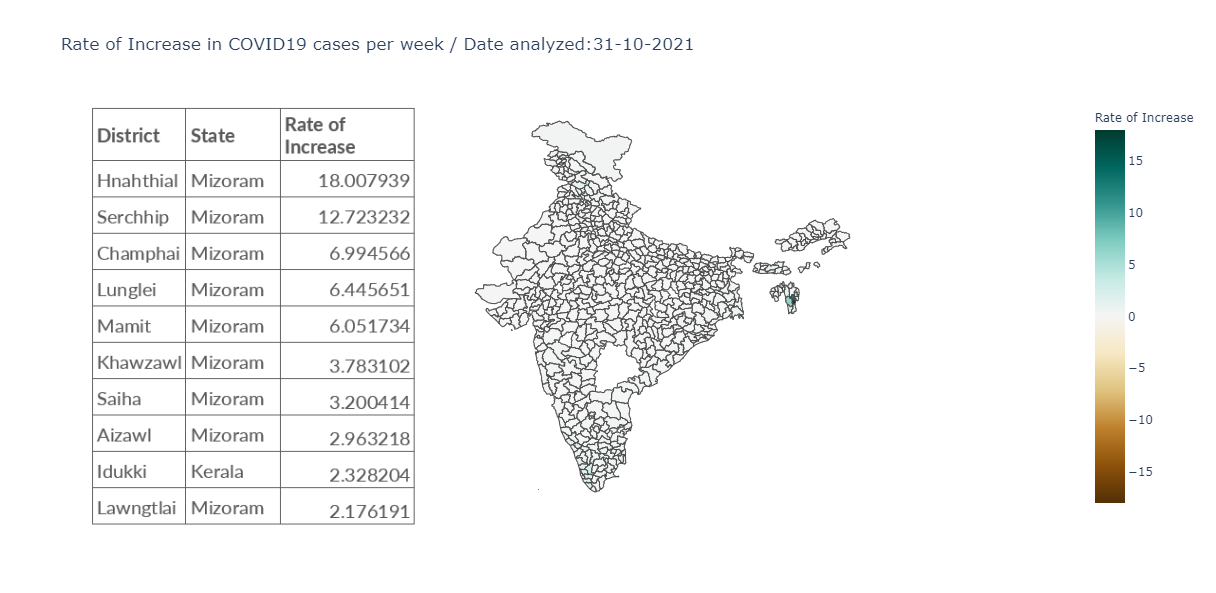 Rate of Increase in COVID19 cases per week / Date analyzed:31-10-2021
District State Rate of
Increase
Hnahthial Mizoram 18.007939
Serchhip Mizoram 12.723232
Champhai Mizoram 6.994566
Lunglei Mizoram 6.445651
Mamit Mizoram 6.051734
Khawzawl Mizoram 3.783102
Saiha Mizoram 3.200414
Aizawl Mizoram 2.963218
Idukki Kerala 2.328204
Lawngtlai Mizoram 2.176191
Rate of Increase
15
10
5
0
−5
−10
−15